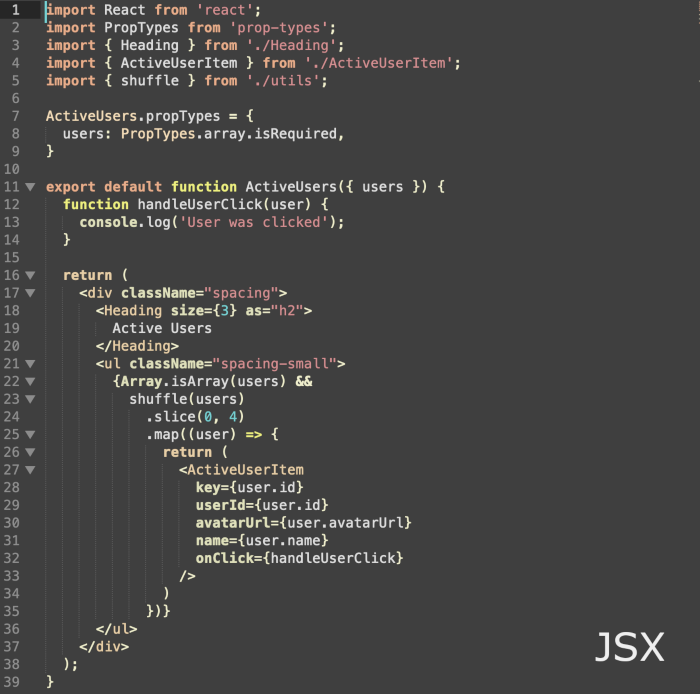 1 import React from 'react';
2 import PropTypes from 'prop-types';
3 import { Heading } from './Heading';
4 import { ActiveUserItem } from './ActiveUserItem';
5 import { shuffle } from './utils';
6
7 ActiveUsers.propTypes = {
8   users: PropTypes.array.isRequired,
9 }
10
11 export default function ActiveUsers({ users }) {
12   function handleUserClick(user) {
13     console.log('User was clicked');
14   }
15
16   return (
17     <div className="spacing">
18       <Heading size={3} as="h2">
19         Active Users
20       </Heading>
21       <ul className="spacing-small">
22         {Array.isArray(users) &&
23           shuffle(users)
24             .slice(0, 4)
25             .map((user) => {
26               return (
27                 <ActiveUserItem
28                   key={user.id}
29                   userId={user.id}
30                   avatarUrl={user.avatarUrl}
31                   name={user.name}
32                   onClick={handleUserClick}
33                 />
34               )
35             })}
36       </ul>
37     </div>
38   );
39 }
JSX